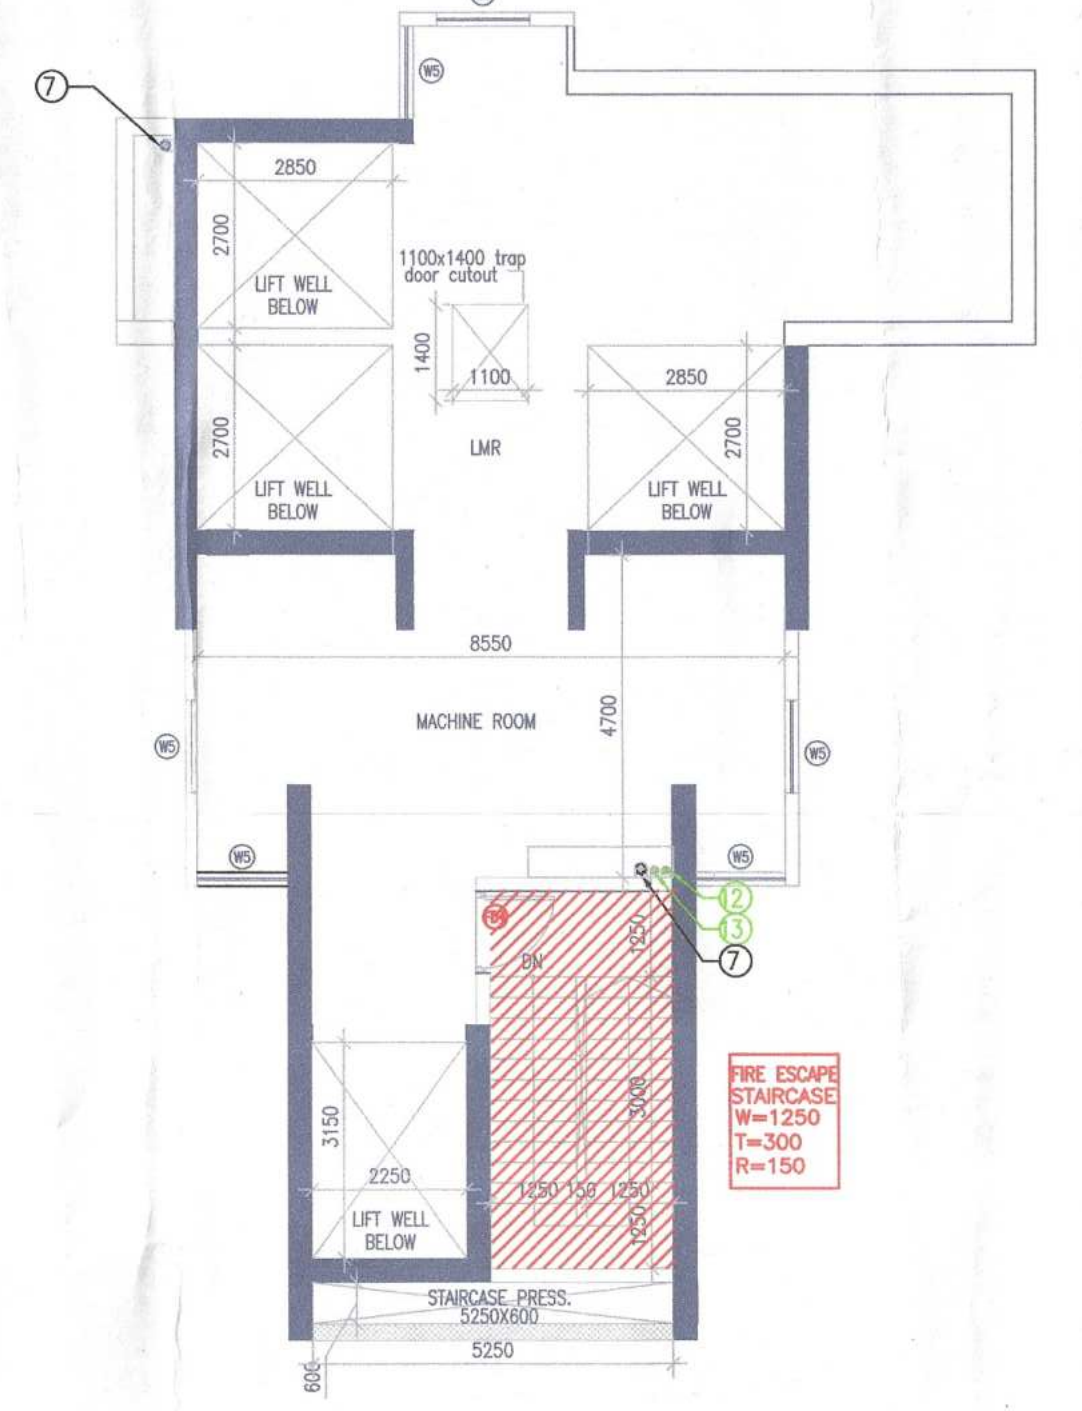 W5
7
2850
2700
1100x1400 trap
door cutout
LIFT WELL
BELOW
1400
1100
2850
2700
2700
LMR
LIFT WELL
BELOW
LIFT WELL
BELOW
8550
4700
MACHINE ROOM
W5
W5
W5
W5
12
13
7
1250
DN
3000
FIRE ESCAPE
STAIRCASE
W=1250
T=300
R=150
3150
2250
1250 150 1250
1250
LIFT WELL
BELOW
STAIRCASE PRESS.
5250X600
5250
600